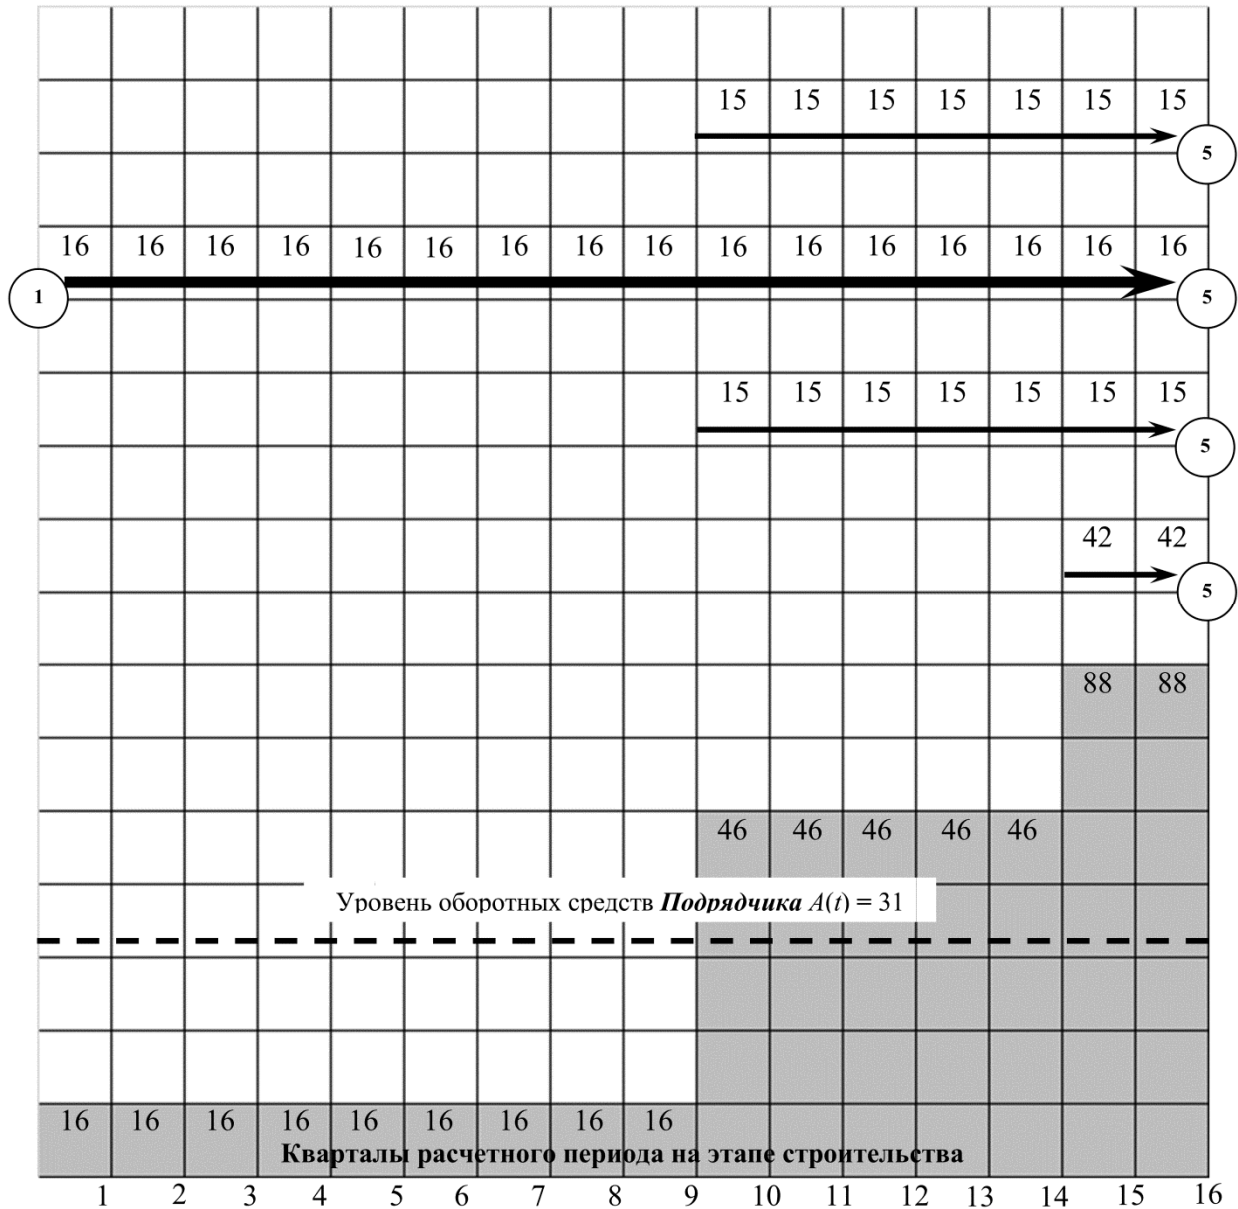 15 15 15 15 15 15 15
5
16 16 16 16 16 16 16 16 16 16 16 16 16 16 16 16
1 5
15 15 15 15 15 15 15
5
42 42
5
88 88
46 46 46 46 46
Уровень оборотных средств Подрядчика A(t) = 31
16 16 16 16 16 16 16 16 16
Кварталы расчетного периода на этапе строительства
1 2 3 4 5 6 7 8 9 10 11 12 13 14 15 16